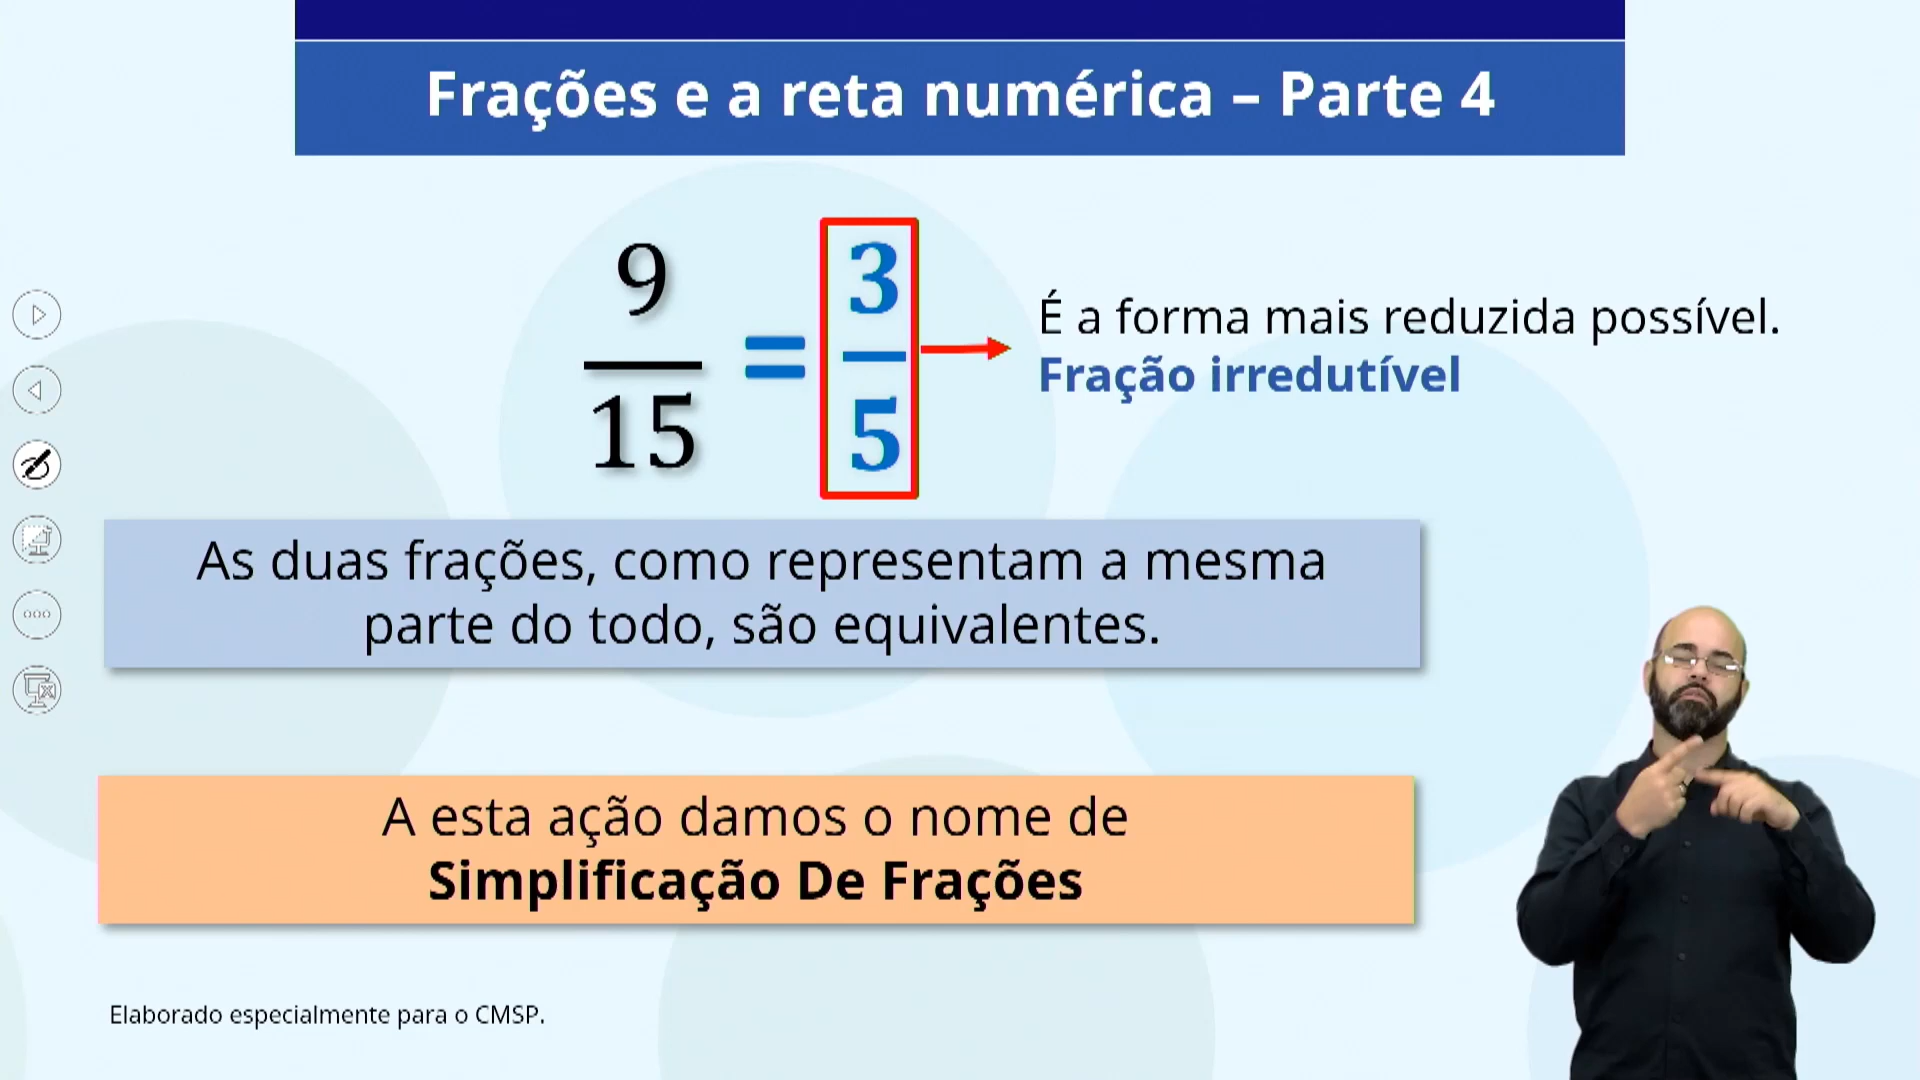 Frações e a reta numérica – Parte 4
9
15
=
3
5
É a forma mais reduzida possível.
Fração irredutível
As duas frações, como representam a mesma
parte do todo, são equivalentes.
A esta ação damos o nome de
Simplificação De Frações
Elaborado especialmente para o CMSP.